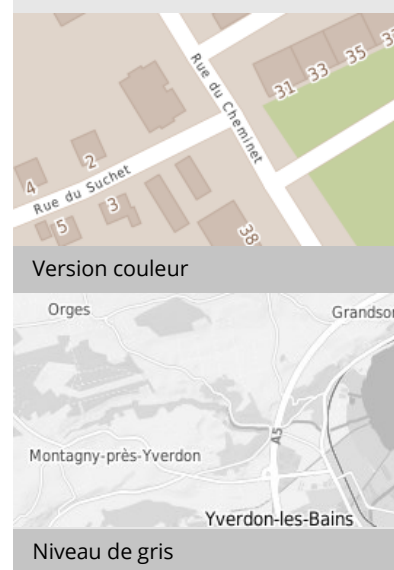 Rue du Cheminet
31 33 35
2
4
Rue du Suchet
3
5
38
Version couleur
Orges
Grandson
A5
Montagny-près-Yverdon
Yverdon-les-Bains
Niveau de gris